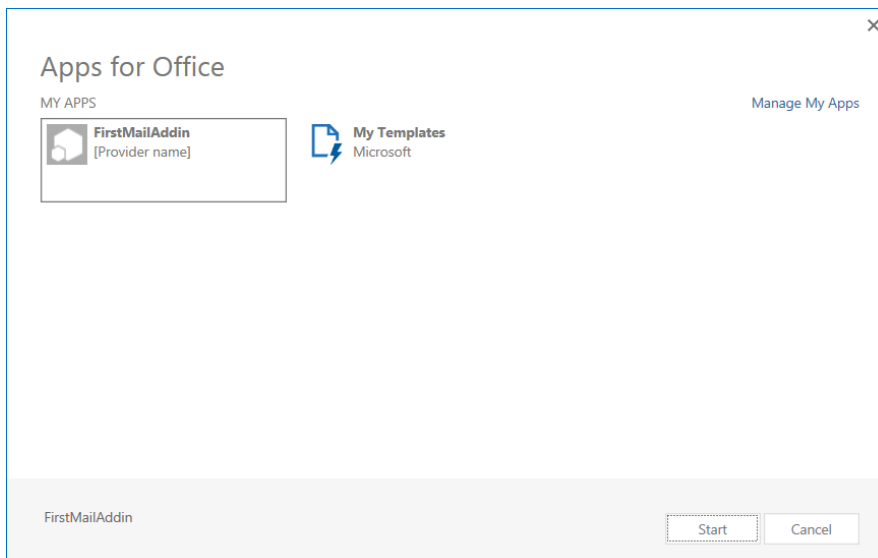 Apps for Office
MY APPS
Manage My Apps
FirstMailAddin
[Provider name]
My Templates
Microsoft
FirstMailAddin
Start
Cancel